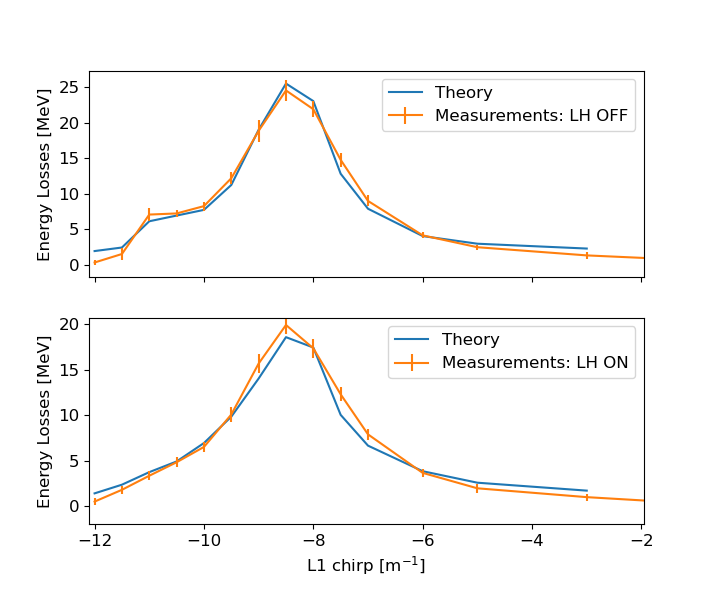 25
20
15
10
5
0
Energy Losses [MeV]
Theory
Measurements: LH OFF
20
15
10
5
0
Energy Losses [MeV]
Theory
Measurements: LH ON
−12 −10 −8 −6 −4 −2
L1 chirp [m⁻¹]